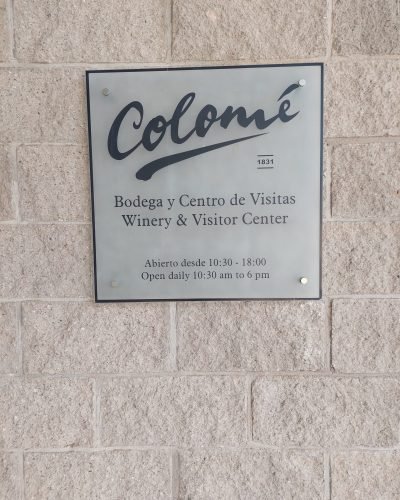 Colomé
1831
Bodega y Centro de Visitas
Winery & Visitor Center
Abierto desde 10:30 - 18:00
Open daily 10:30 am to 6 pm